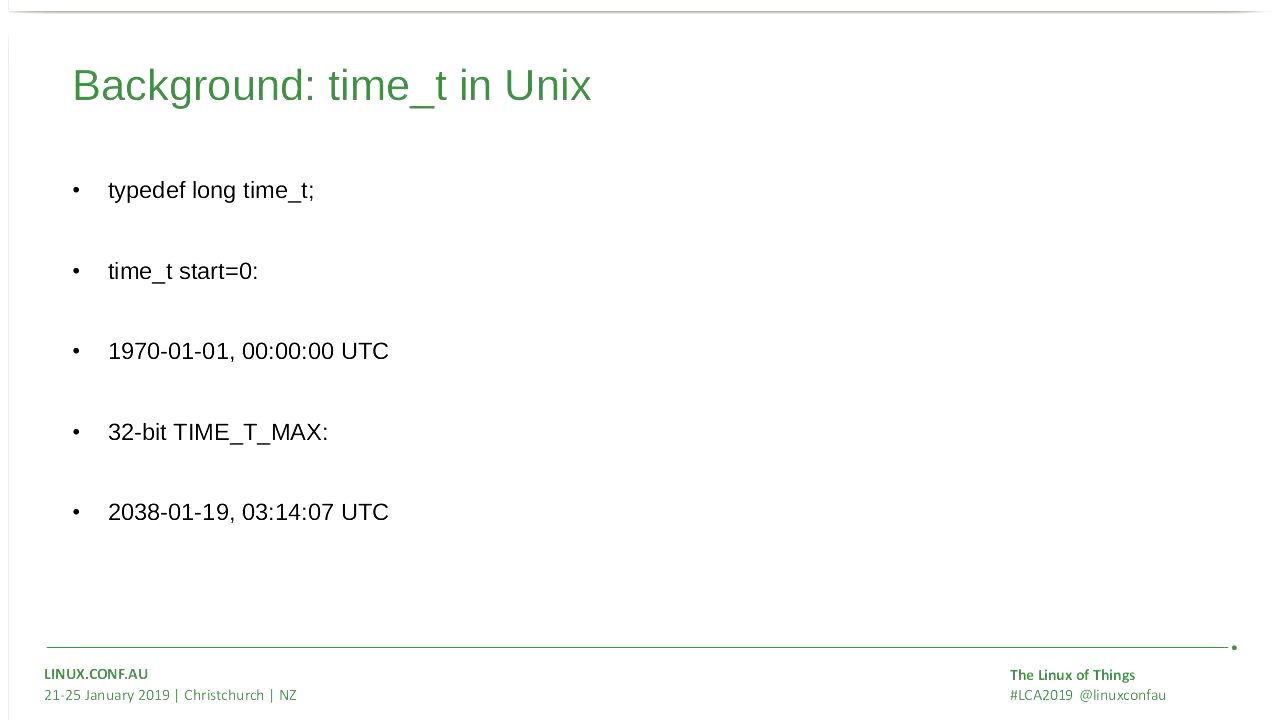 Background: time_t in Unix
• typedef long time_t;
• time_t start=0:
• 1970-01-01, 00:00:00 UTC
• 32-bit TIME_T_MAX:
• 2038-01-19, 03:14:07 UTC
LINUX.CONF.AU
21-25 January 2019 | Christchurch | NZ
The Linux of Things
#LCA2019 @linuxconfau